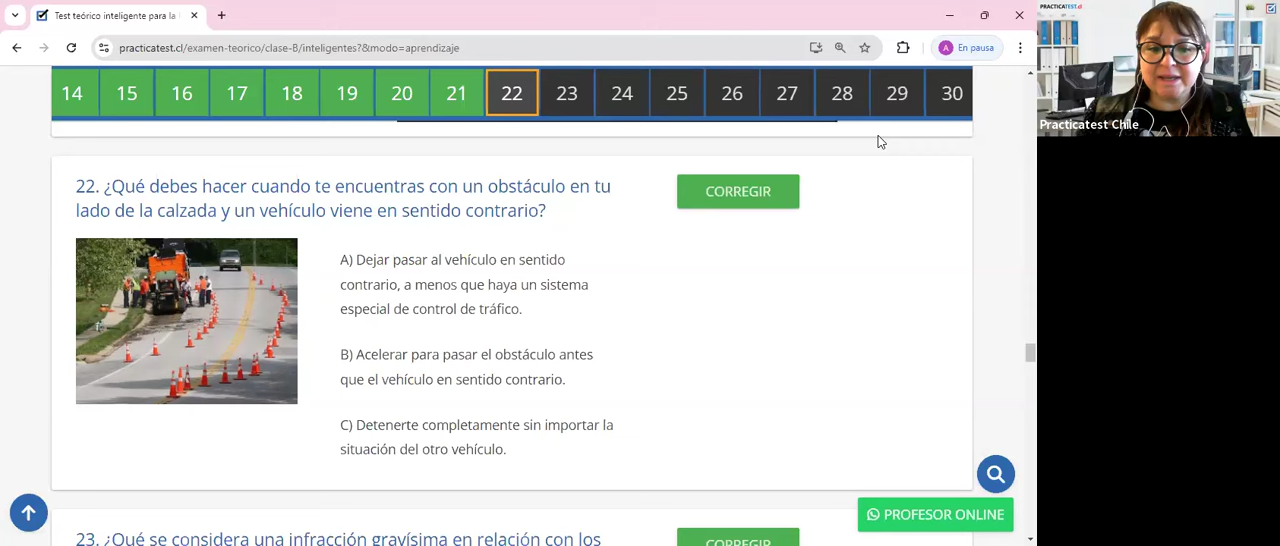 Test teórico inteligente para la
practicatest.cl/examen-teorico/clase-B/inteligentes?&modo=aprendizaje
En pausa
14 15 16 17 18 19 20 21 22 23 24 25 26 27 28 29 30
22. ¿Qué debes hacer cuando te encuentras con un obstáculo en tu
lado de la calzada y un vehículo viene en sentido contrario?
CORREGIR
A) Dejar pasar al vehículo en sentido
contrario, a menos que haya un sistema
especial de control de tráfico.
B) Acelerar para pasar el obstáculo antes
que el vehículo en sentido contrario.
C) Detenerte completamente sin importar la
situación del otro vehículo.
PROFESOR ONLINE
23. ¿Qué se considera una infracción gravísima en relación con los
CORREGIR
PRACTICATEST.cl
Practicatest Chile